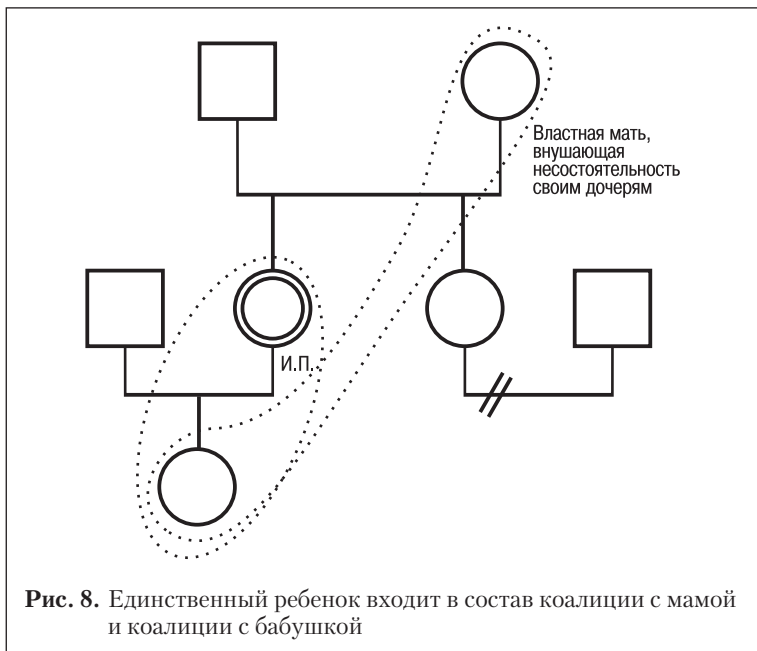 Властная мать,
внушающая
несостоятельность
своим дочерям
И.П.
Рис. 8. Единственный ребенок входит в состав коалиции с мамой
и коалиции с бабушкой